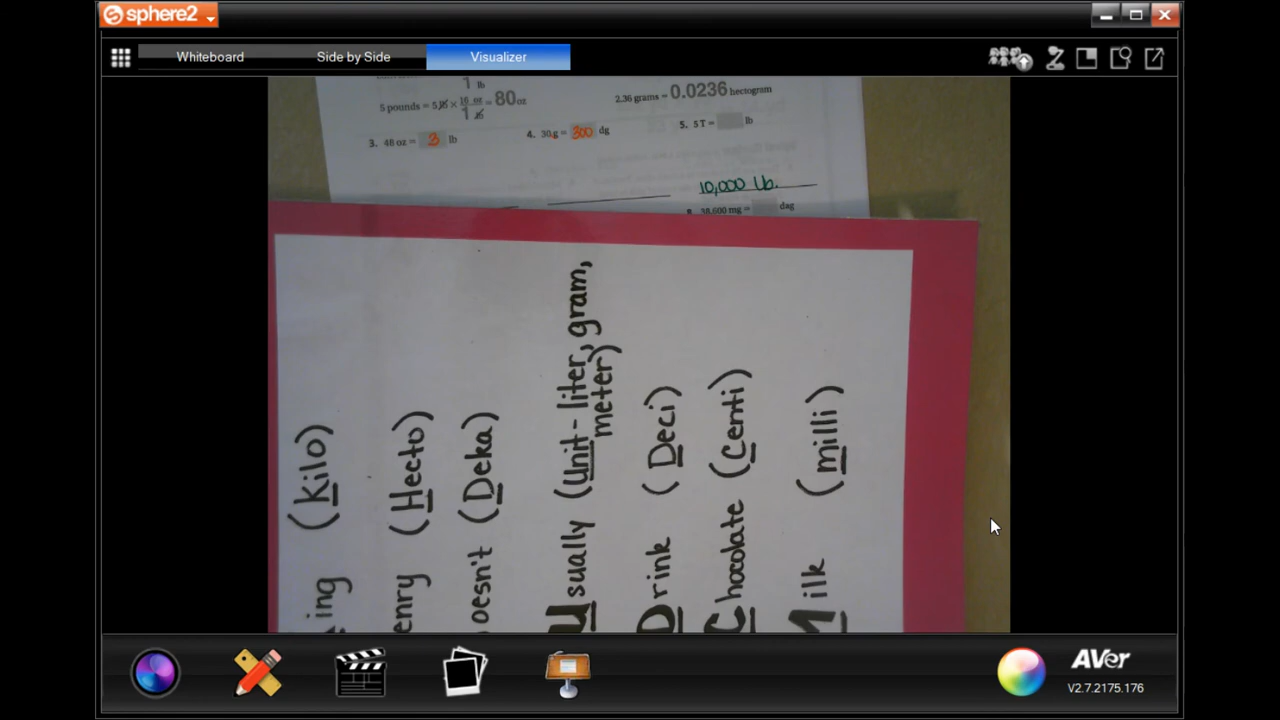 sphere2
Whiteboard
Side by Side
Visualizer
1 lb
5 pounds = 5 lb × 16 oz / 1 lb = 80 oz
2.36 grams = 0.0236 hectogram
3. 48 oz = 3 lb
4. 30 g = 300 dg
5. 5 T = lb
10,000 Lb.
8. 38,600 mg = dag
ing (Kilo)
enry (Hecto)
oesn't (Deka)
Usually (Unit-liter, gram,
meter)
Drink (Deci)
Chocolate (Centi)
Milk (milli)
AVer
V2.7.2175.176